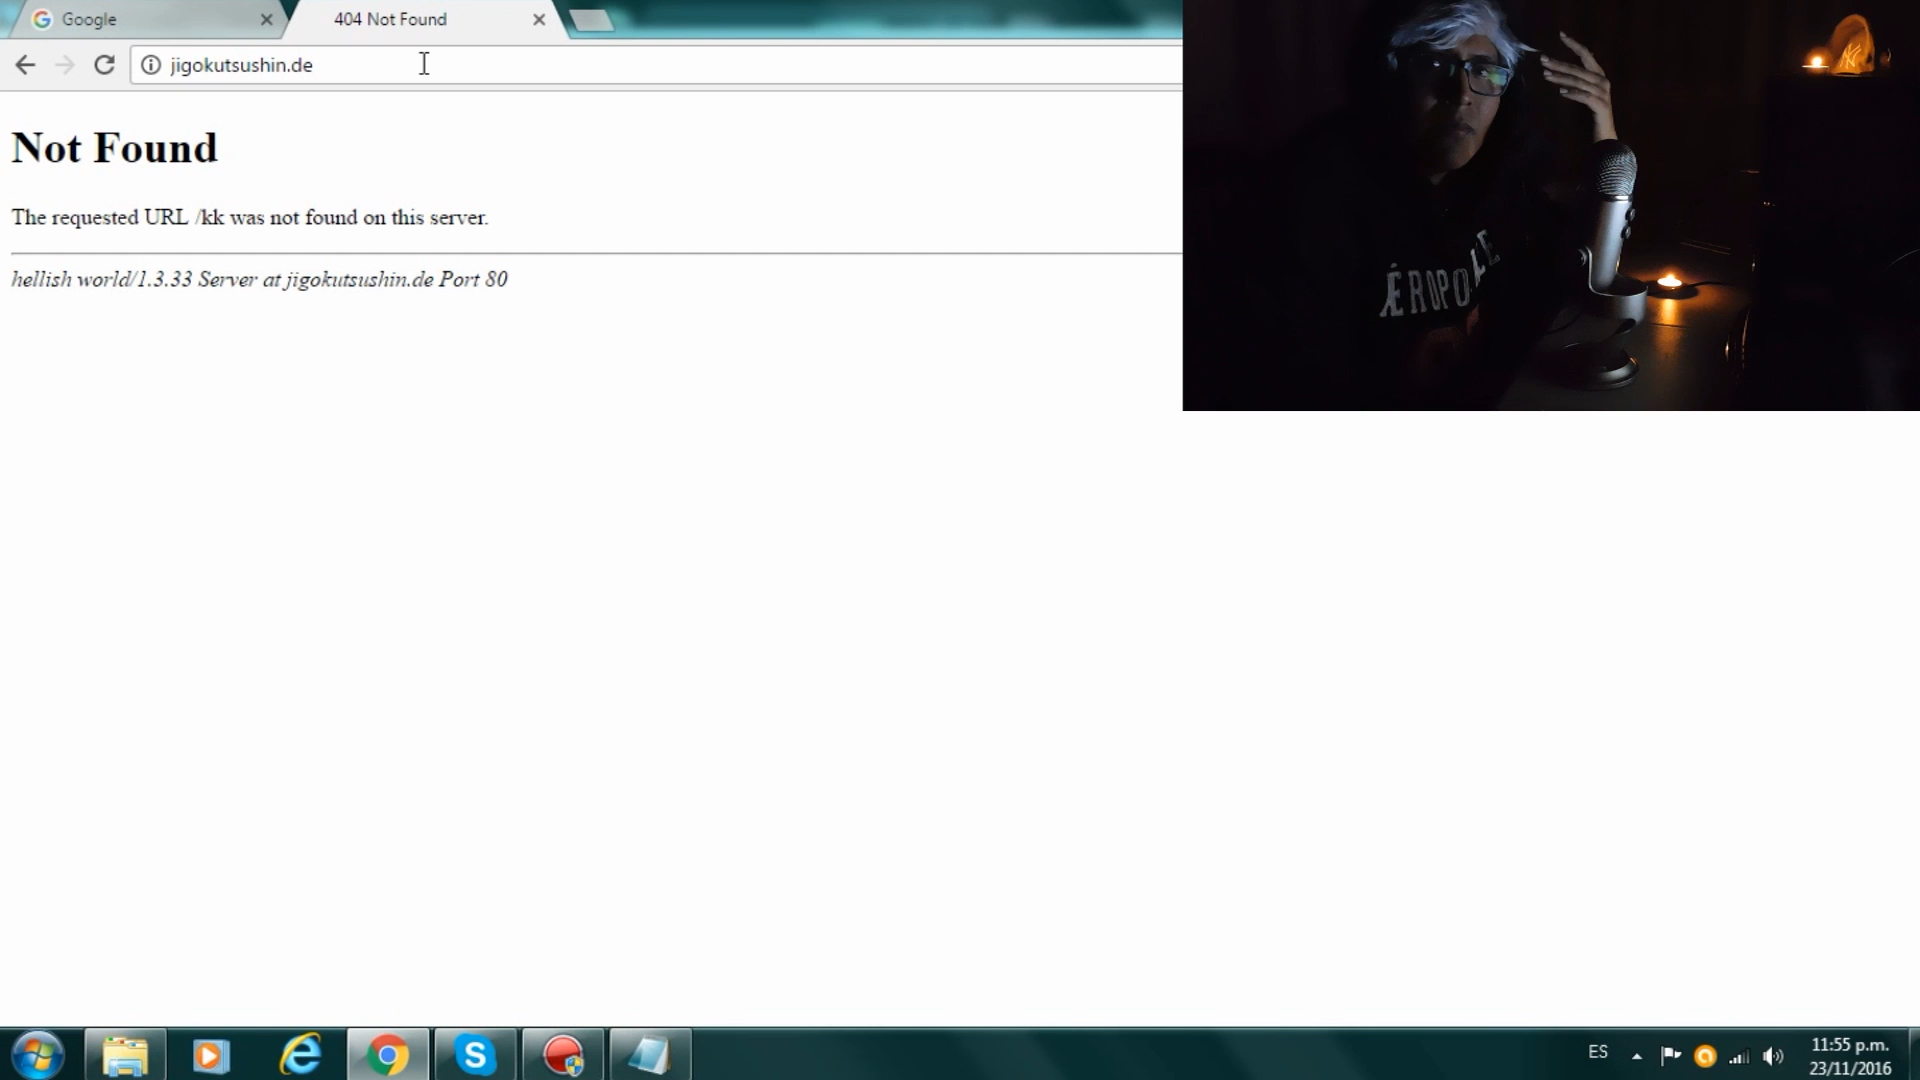 Google
404 Not Found
jigokutsushin.de
Not Found
The requested URL /kk was not found on this server.
hellish world/1.3.33 Server at jigokutsushin.de Port 80
ES
11:55 p.m.
23/11/2016